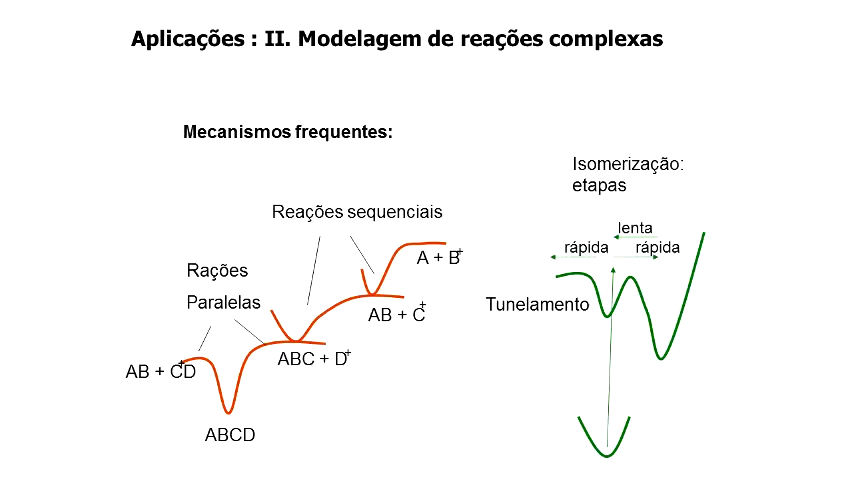 Aplicações : II. Modelagem de reações complexas
Mecanismos frequentes:
Isomerização:
etapas
Reações sequenciais
lenta
rápida
rápida
A + B+
Rações
Paralelas
Tunelamento
AB + C+
ABC + D+
AB + CD+
ABCD